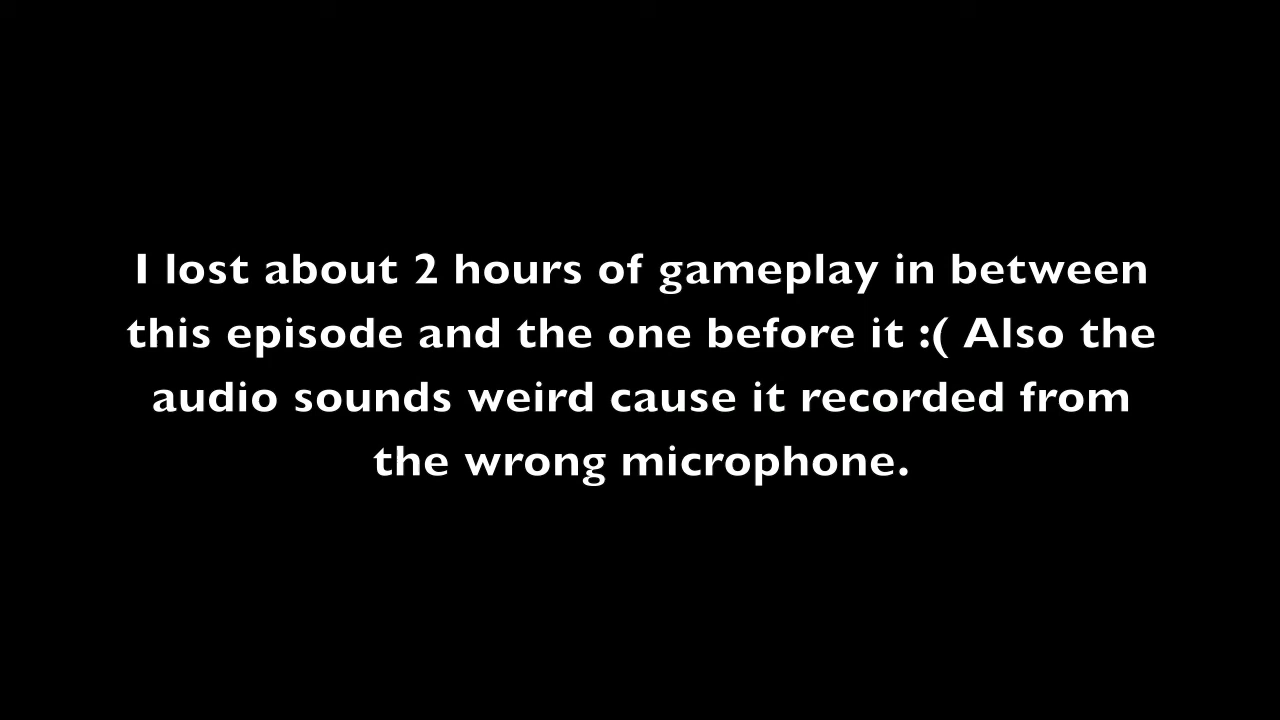 I lost about 2 hours of gameplay in between
this episode and the one before it :( Also the
audio sounds weird cause it recorded from
the wrong microphone.